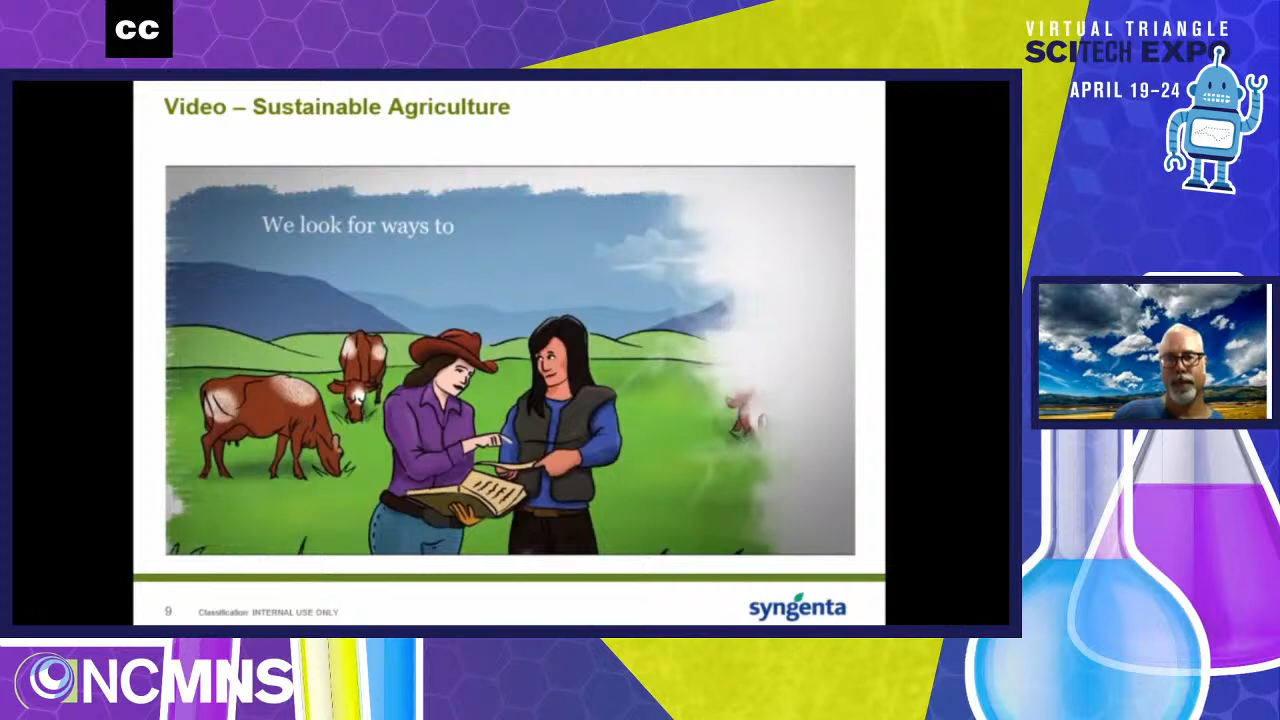 CC
VIRTUAL TRIANGLE
SCITECH EXPO
APRIL 19–24
Video – Sustainable Agriculture
We look for ways to
9
Classification: INTERNAL USE ONLY
syngenta
NCMNS